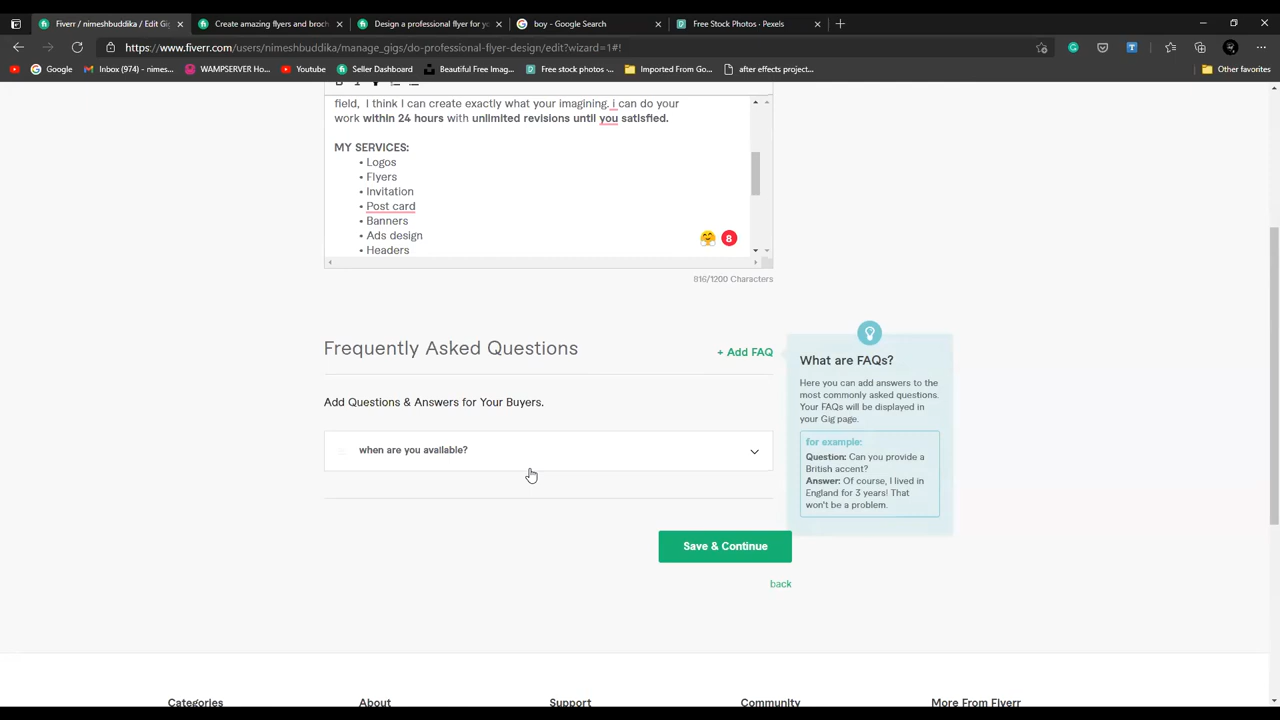 Fiverr / nimeshbuddika / Edit Gig
Create amazing flyers and broch
Design a professional flyer for yo
boy - Google Search
Free Stock Photos · Pexels
https://www.fiverr.com/users/nimeshbuddika/manage_gigs/do-professional-flyer-design/edit?wizard=1#!
Google
Inbox (974) - nimes...
WAMPSERVER Ho...
Youtube
Seller Dashboard
Beautiful Free Imag...
Free stock photos -...
Imported From Go...
after effects project...
Other favorites
field, I think I can create exactly what your imagining. i can do your
work within 24 hours with unlimited revisions until you satisfied.
MY SERVICES:
• Logos
• Flyers
• Invitation
• Post card
• Banners
• Ads design
• Headers
8
816/1200 Characters
Frequently Asked Questions
+ Add FAQ
Add Questions & Answers for Your Buyers.
when are you available?
What are FAQs?
Here you can add answers to the
most commonly asked questions.
Your FAQs will be displayed in
your Gig page.
for example:
Question: Can you provide a
British accent?
Answer: Of course, I lived in
England for 3 years! That
won't be a problem.
Save & Continue
back
Categories
About
Support
Community
More From Fiverr